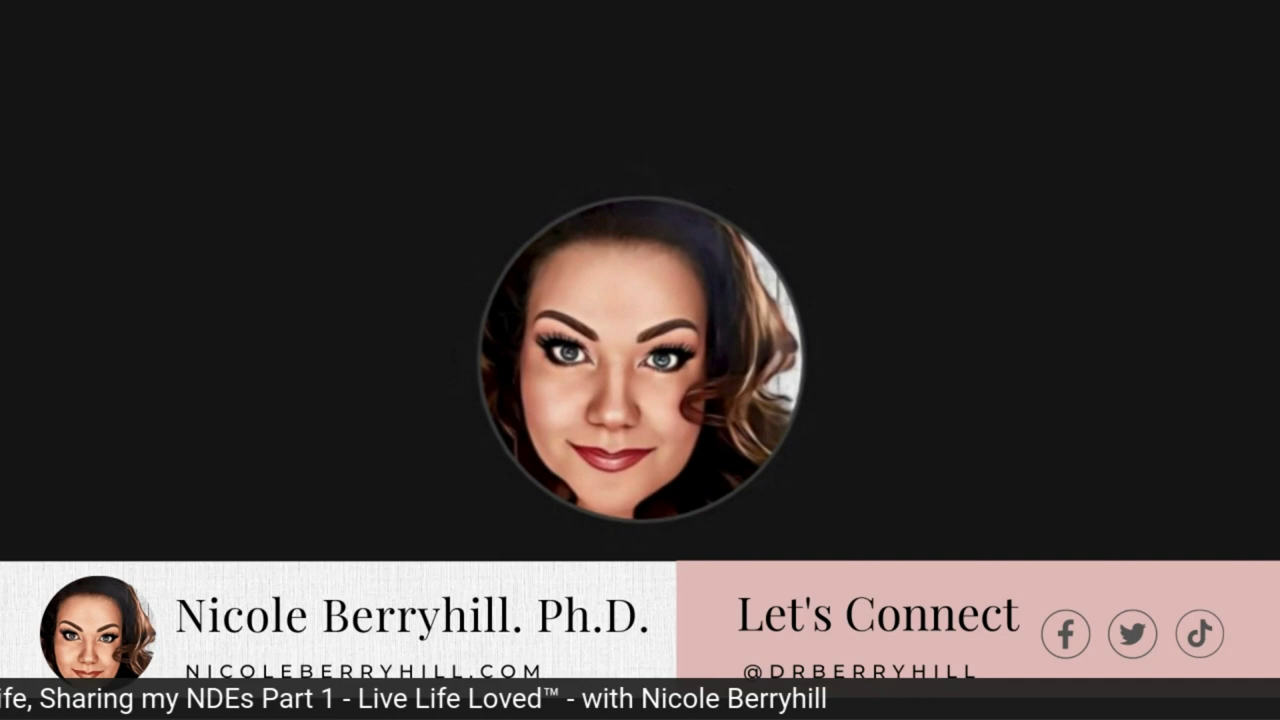 Nicole Berryhill. Ph.D.
NICOLEBERRYHILL.COM
Let's Connect
@DRBERRYHILL
ife, Sharing my NDEs Part 1 - Live Life Loved™ - with Nicole Berryhill